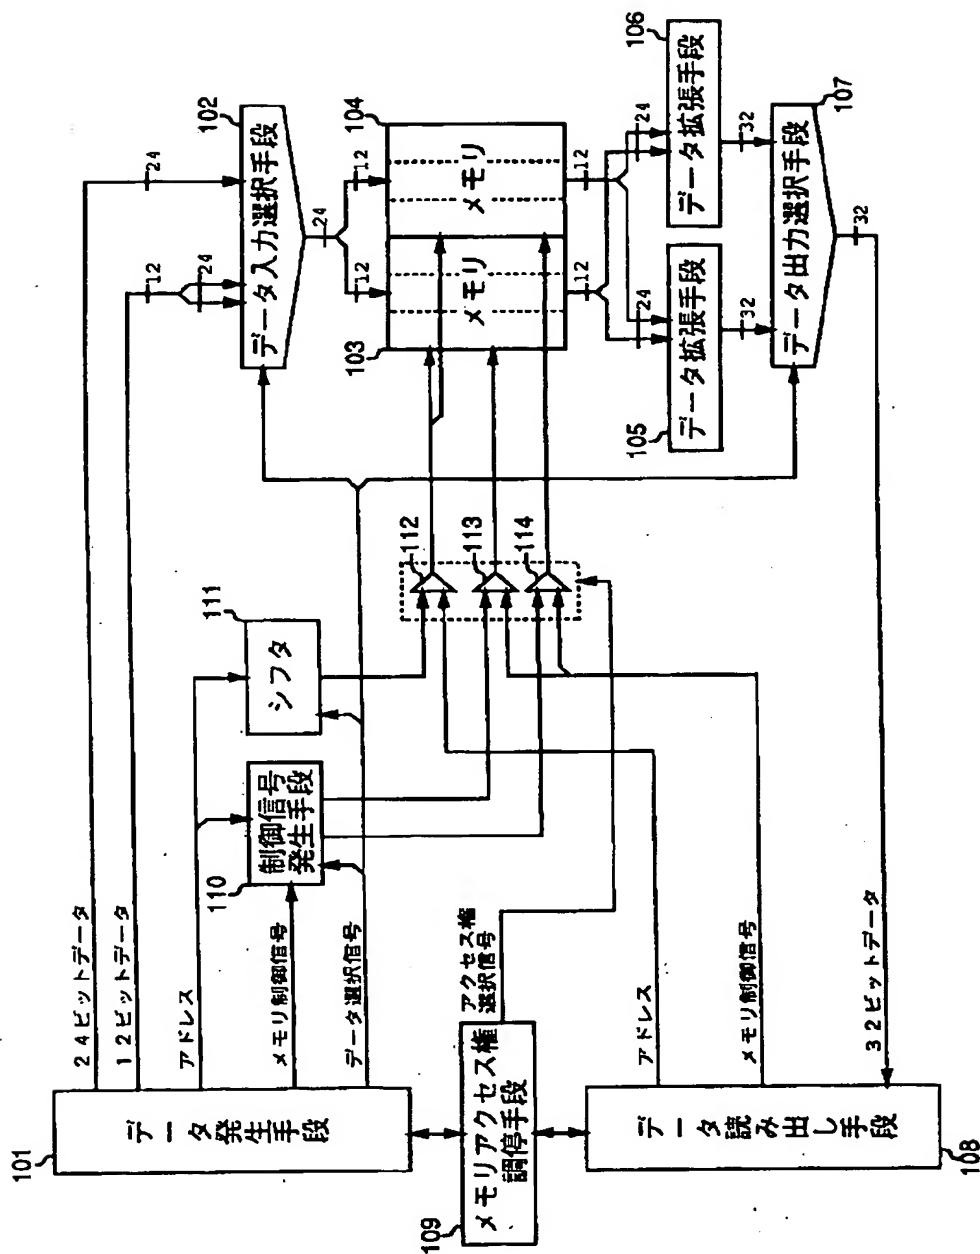 24ビットデータ
12ビットデータ
アドレス
メモリ制御信号
データ選択信号
101
データ発生手段
110
制御信号
発生手段
111
シフタ
12
24
24
102
データ入力選択手段
24
12
12
103
メモリ
104
メモリ
12
12
24
24
105
データ拡張手段
106
データ拡張手段
32
32
107
データ出力選択手段
32
112
113
114
109
メモリアクセス権
調停手段
アクセス権
選択信号
アドレス
メモリ制御信号
32ビットデータ
108
データ読み出し手段